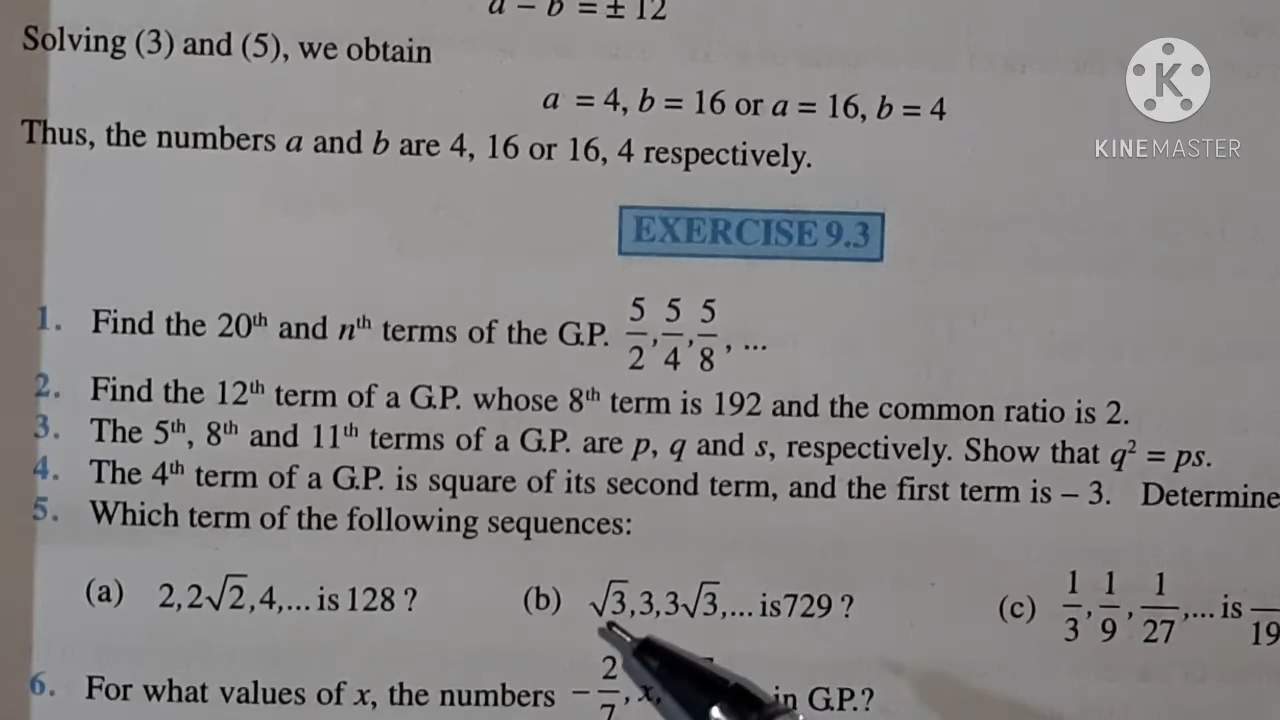 a − b = ± 12
Solving (3) and (5), we obtain
K
KINEMASTER
a = 4, b = 16 or a = 16, b = 4
Thus, the numbers a and b are 4, 16 or 16, 4 respectively.
EXERCISE 9.3
1. Find the 20th and nth terms of the G.P. 5/2, 5/4, 5/8, ...
2. Find the 12th term of a G.P. whose 8th term is 192 and the common ratio is 2.
3. The 5th, 8th and 11th terms of a G.P. are p, q and s, respectively. Show that q² = ps.
4. The 4th term of a G.P. is square of its second term, and the first term is − 3. Determine
5. Which term of the following sequences:
(a) 2, 2√2, 4,... is 128 ? (b) √3, 3, 3√3,... is 729 ? (c) 1/3, 1/9, 1/27,... is 19
6. For what values of x, the numbers − 2/7, x, in G.P.?